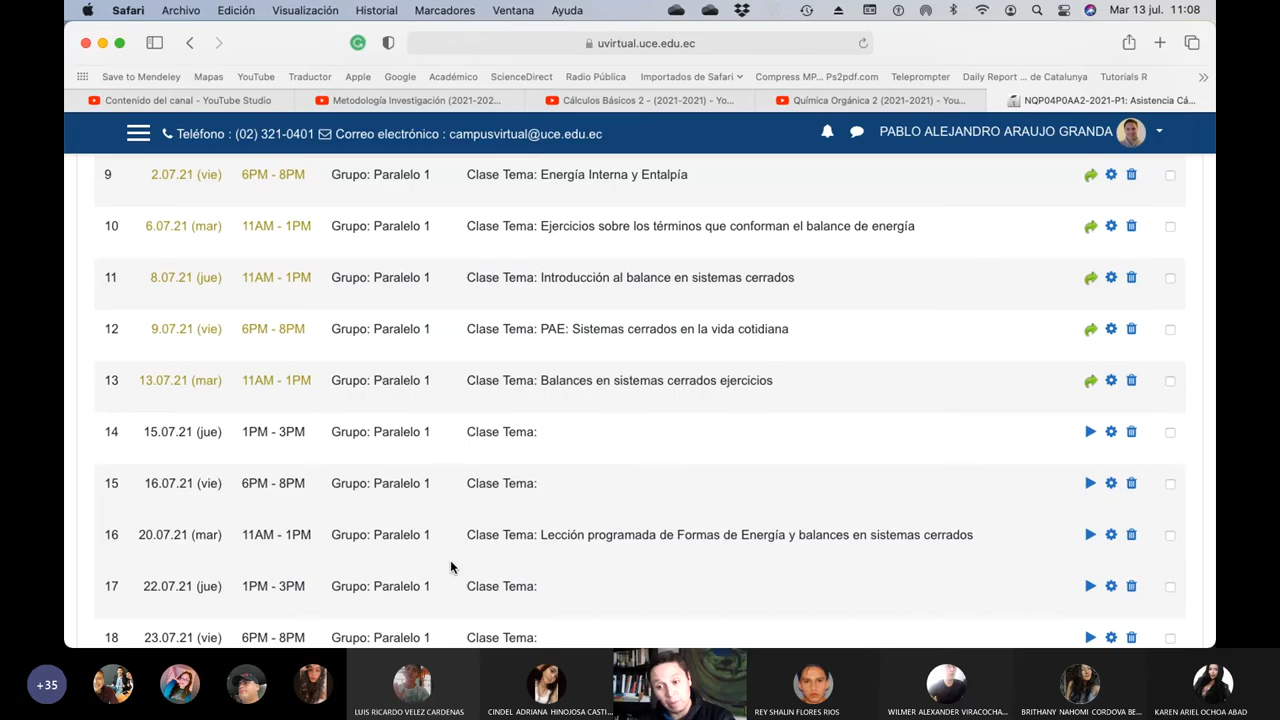 Safari Archivo Edición Visualización Historial Marcadores Ventana Ayuda Mar 13 jul. 11:08
uvirtual.uce.edu.ec
Save to Mendeley Mapas YouTube Traductor Apple Google Académico ScienceDirect Radio Pública Importados de Safari Compress MP... Ps2pdf.com Teleprompter Daily Report ... de Catalunya Tutorials R
Contenido del canal - YouTube Studio Metodología Investigación (2021-202... Cálculos Básicos 2 - (2021-2021) - Yo... Química Orgánica 2 (2021-2021) - You... NQP04P0AA2-2021-P1: Asistencia Cá...
Teléfono : (02) 321-0401 Correo electrónico : campusvirtual@uce.edu.ec PABLO ALEJANDRO ARAUJO GRANDA
9 2.07.21 (vie) 6PM - 8PM Grupo: Paralelo 1 Clase Tema: Energía Interna y Entalpía
10 6.07.21 (mar) 11AM - 1PM Grupo: Paralelo 1 Clase Tema: Ejercicios sobre los términos que conforman el balance de energía
11 8.07.21 (jue) 11AM - 1PM Grupo: Paralelo 1 Clase Tema: Introducción al balance en sistemas cerrados
12 9.07.21 (vie) 6PM - 8PM Grupo: Paralelo 1 Clase Tema: PAE: Sistemas cerrados en la vida cotidiana
13 13.07.21 (mar) 11AM - 1PM Grupo: Paralelo 1 Clase Tema: Balances en sistemas cerrados ejercicios
14 15.07.21 (jue) 1PM - 3PM Grupo: Paralelo 1 Clase Tema:
15 16.07.21 (vie) 6PM - 8PM Grupo: Paralelo 1 Clase Tema:
16 20.07.21 (mar) 11AM - 1PM Grupo: Paralelo 1 Clase Tema: Lección programada de Formas de Energía y balances en sistemas cerrados
17 22.07.21 (jue) 1PM - 3PM Grupo: Paralelo 1 Clase Tema:
18 23.07.21 (vie) 6PM - 8PM Grupo: Paralelo 1 Clase Tema:
+35 LUIS RICARDO VELEZ CARDENAS CINDEL ADRIANA HINOJOSA CASTI... REY SHALIN FLORES RIOS WILMER ALEXANDER VIRACOCHA... BRITHANY NAHOMI CORDOVA BE... KAREN ARIEL OCHOA ABAD